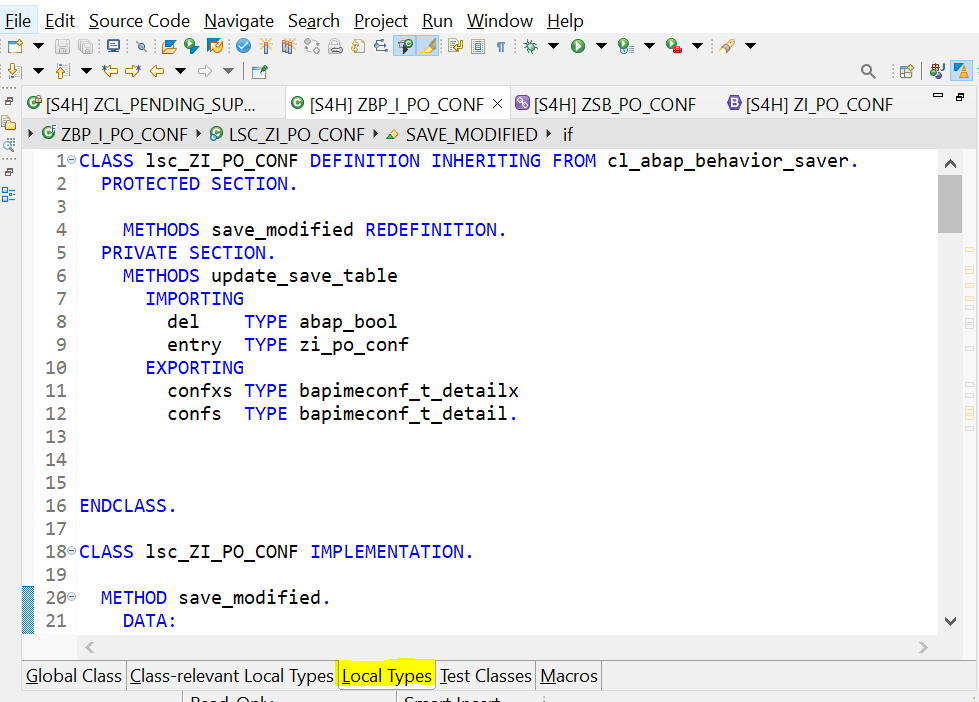 File Edit Source Code Navigate Search Project Run Window Help
[S4H] ZCL_PENDING_SUP... [S4H] ZBP_I_PO_CONF [S4H] ZSB_PO_CONF [S4H] ZI_PO_CONF
ZBP_I_PO_CONF LSC_ZI_PO_CONF SAVE_MODIFIED if
1 CLASS lsc_ZI_PO_CONF DEFINITION INHERITING FROM cl_abap_behavior_saver.
2 PROTECTED SECTION.
3
4 METHODS save_modified REDEFINITION.
5 PRIVATE SECTION.
6 METHODS update_save_table
7 IMPORTING
8 del TYPE abap_bool
9 entry TYPE zi_po_conf
10 EXPORTING
11 confxs TYPE bapimeconf_t_detailx
12 confs TYPE bapimeconf_t_detail.
13
14
15
16 ENDCLASS.
17
18 CLASS lsc_ZI_PO_CONF IMPLEMENTATION.
19
20 METHOD save_modified.
21 DATA:
Global Class Class-relevant Local Types Local Types Test Classes Macros
Read-Only Smart Insert